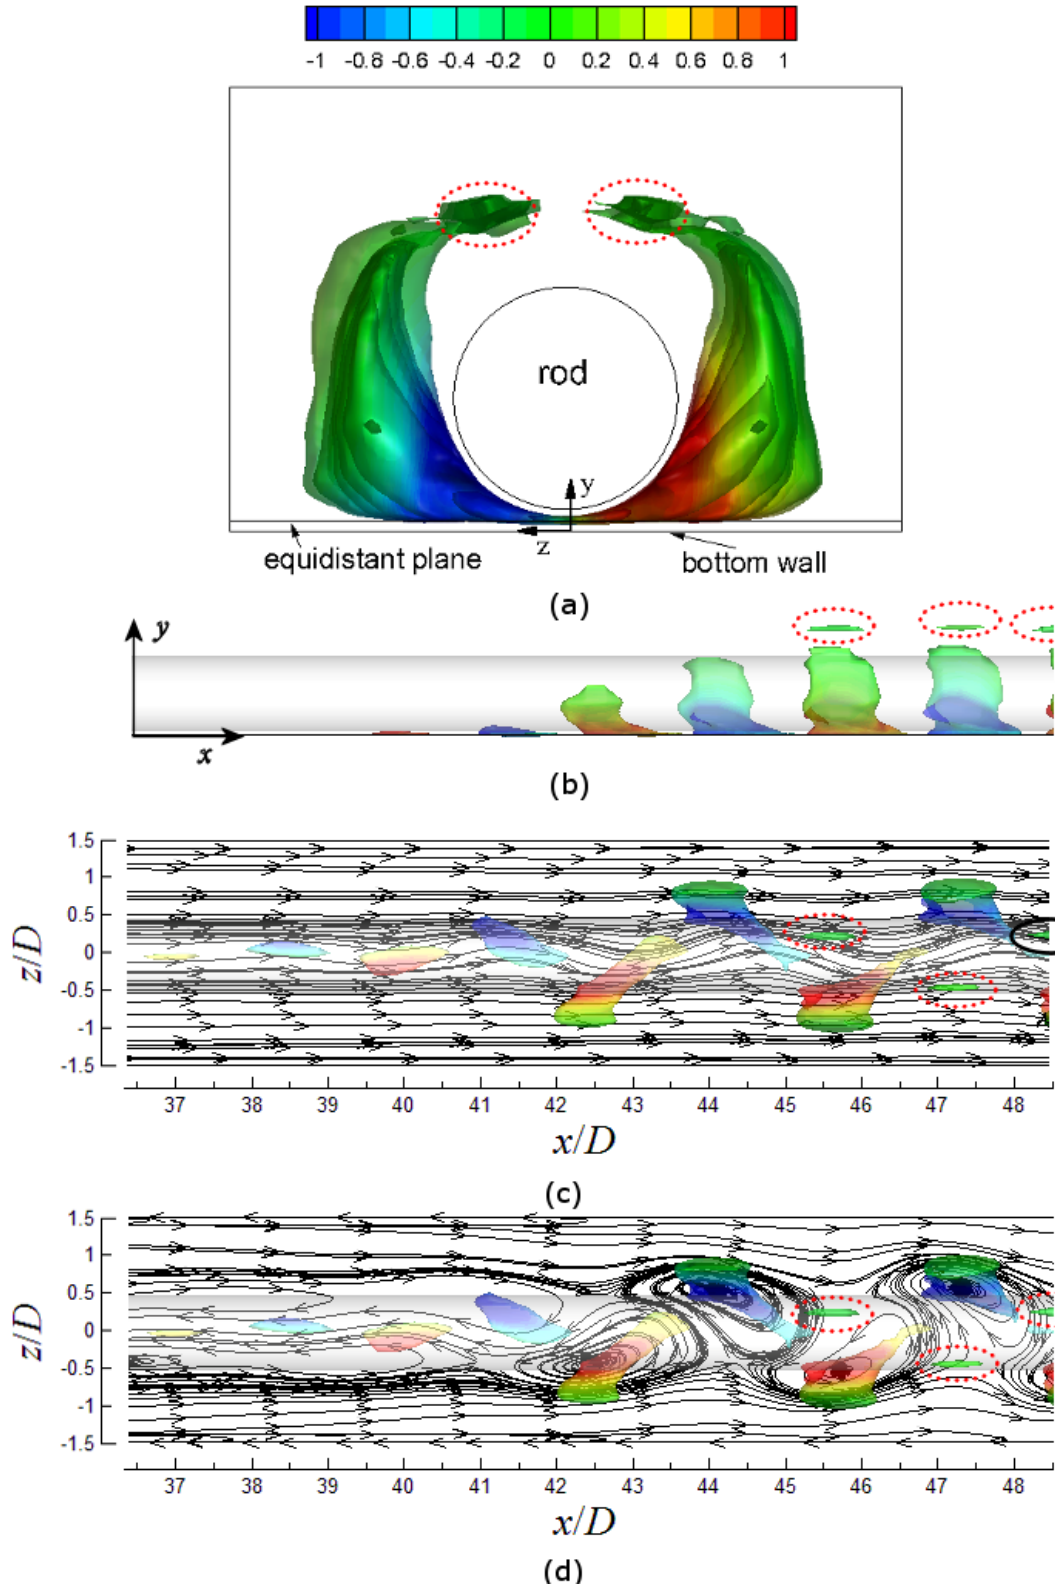 -1 -0.8 -0.6 -0.4 -0.2 0 0.2 0.4 0.6 0.8 1
rod
y
z
equidistant plane
bottom wall
(a)
y
x
(b)
1.5
1
0.5
0
-0.5
-1
-1.5
z/D
37 38 39 40 41 42 43 44 45 46 47 48
x/D
(c)
1.5
1
0.5
0
-0.5
-1
-1.5
z/D
37 38 39 40 41 42 43 44 45 46 47 48
x/D
(d)